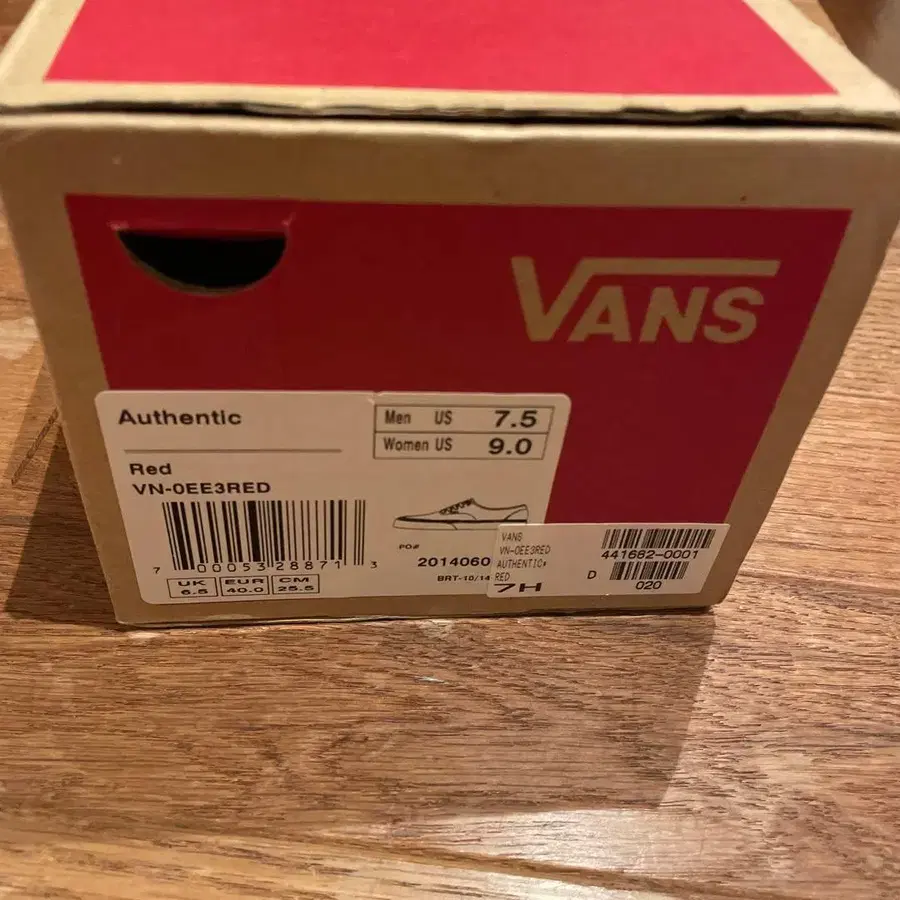 VANS
Authentic
Men US 7.5
Women US 9.0
Red
VN-0EE3RED
7 00053 28871 3
UK EUR CM
6.5 40.0 25.5
PO#
2014060
BRT-10/14
VANS
VN-0EE3RED
AUTHENTIC*
RED
7H
441682-0001
D
020